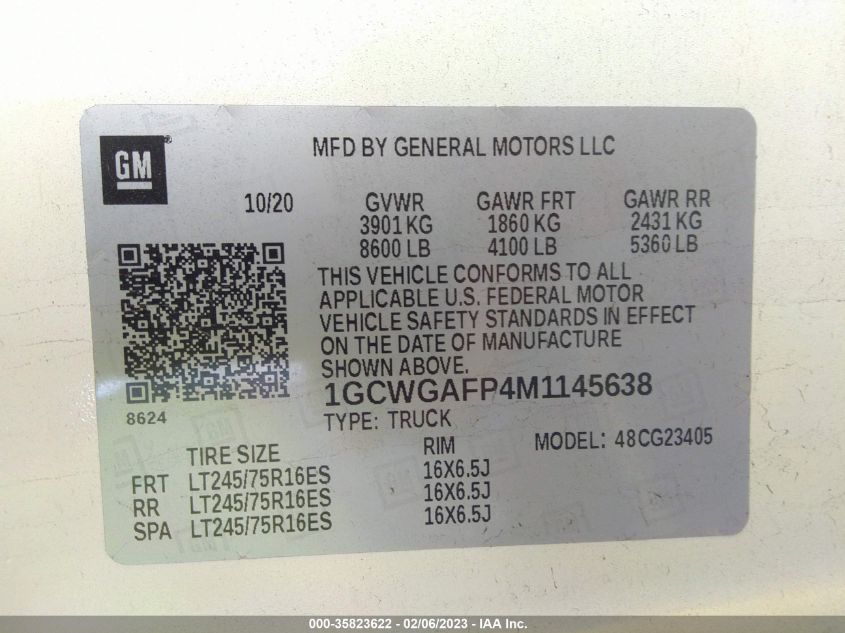 GM ®
MFD BY GENERAL MOTORS LLC
10/20 GVWR GAWR FRT GAWR RR
3901 KG 1860 KG 2431 KG
8600 LB 4100 LB 5360 LB
THIS VEHICLE CONFORMS TO ALL
APPLICABLE U.S. FEDERAL MOTOR
VEHICLE SAFETY STANDARDS IN EFFECT
ON THE DATE OF MANUFACTURE
SHOWN ABOVE.
1GCWGAFP4M1145638
8624
TYPE: TRUCK
MODEL: 48CG23405
TIRE SIZE RIM
FRT LT245/75R16ES 16X6.5J
RR LT245/75R16ES 16X6.5J
SPA LT245/75R16ES 16X6.5J
000-35823622 - 02/06/2023 - IAA Inc.